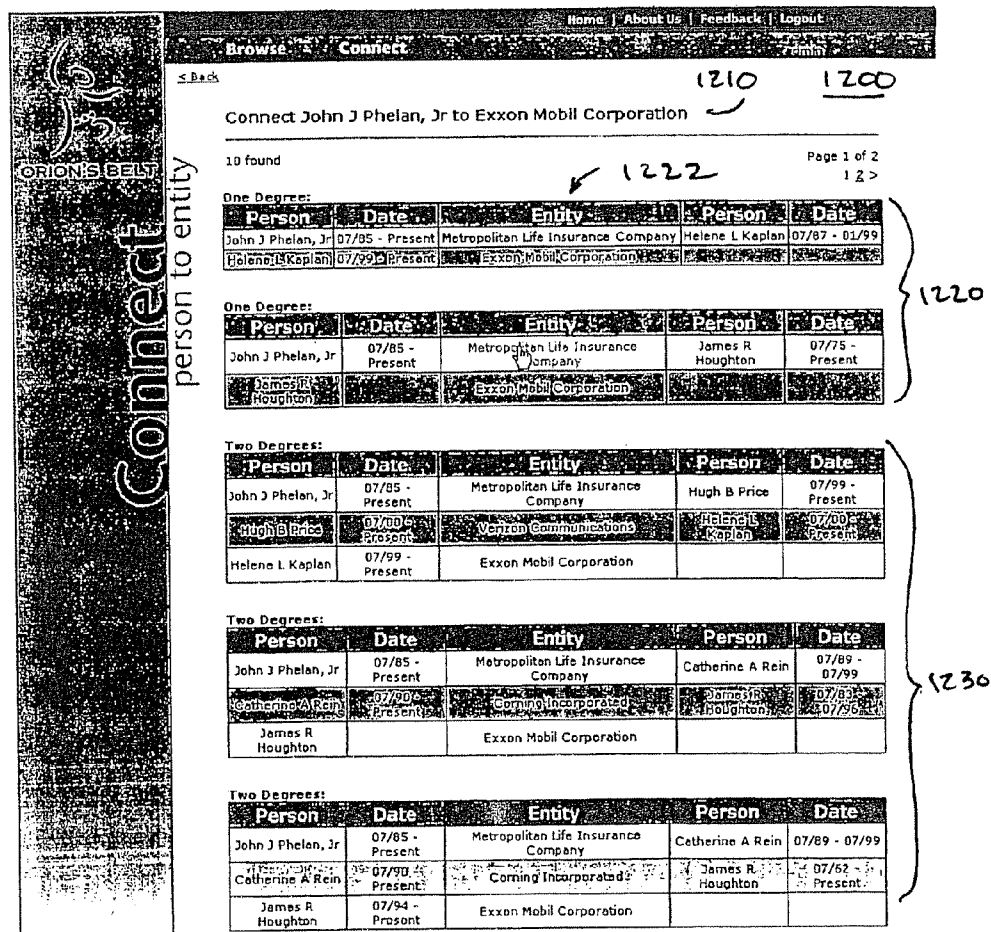 Home | About Us | Feedback | Logout
Browse Connect Admin
< Back
1210 1200
Connect John J Phelan, Jr to Exxon Mobil Corporation
10 found Page 1 of 2
1 2 >
1222
ORION'S BELT
Connect
person to entity
One Degree:
Person Date Entity Person Date
John J Phelan, Jr 07/85 - Present Metropolitan Life Insurance Company Helene L Kaplan 07/87 - 01/99
Helene L Kaplan 07/99 - Present Exxon Mobil Corporation
1220
One Degree:
Person Date Entity Person Date
John J Phelan, Jr 07/85 - Present Metropolitan Life Insurance Company James R Houghton 07/75 - Present
James R Houghton Exxon Mobil Corporation
Two Degrees:
Person Date Entity Person Date
John J Phelan, Jr 07/85 - Present Metropolitan Life Insurance Company Hugh B Price 07/99 - Present
Hugh B Price 07/00 - Present Verizon Communications Helene L Kaplan 07/00 - Present
Helene L Kaplan 07/99 - Present Exxon Mobil Corporation
Two Degrees:
Person Date Entity Person Date
John J Phelan, Jr 07/85 - Present Metropolitan Life Insurance Company Catherine A Rein 07/89 - 07/99
Catherine A Rein 07/90 - Present Corning Incorporated James R Houghton 07/83 - 07/96
James R Houghton Exxon Mobil Corporation
1230
Two Degrees:
Person Date Entity Person Date
John J Phelan, Jr 07/85 - Present Metropolitan Life Insurance Company Catherine A Rein 07/89 - 07/99
Catherine A Rein 07/90 - Present Corning Incorporated James R Houghton 07/62 - Present
James R Houghton 07/94 - Present Exxon Mobil Corporation